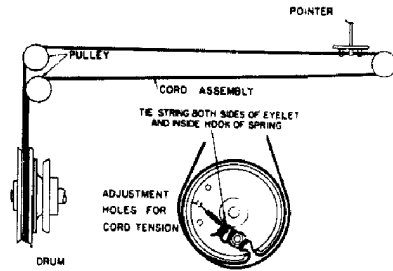 POINTER
PULLEY
CORD ASSEMBLY
TIE STRING BOTH SIDES OF EYELET
AND INSIDE HOOK OF SPRING
ADJUSTMENT
HOLES FOR
CORD TENSION
DRUM